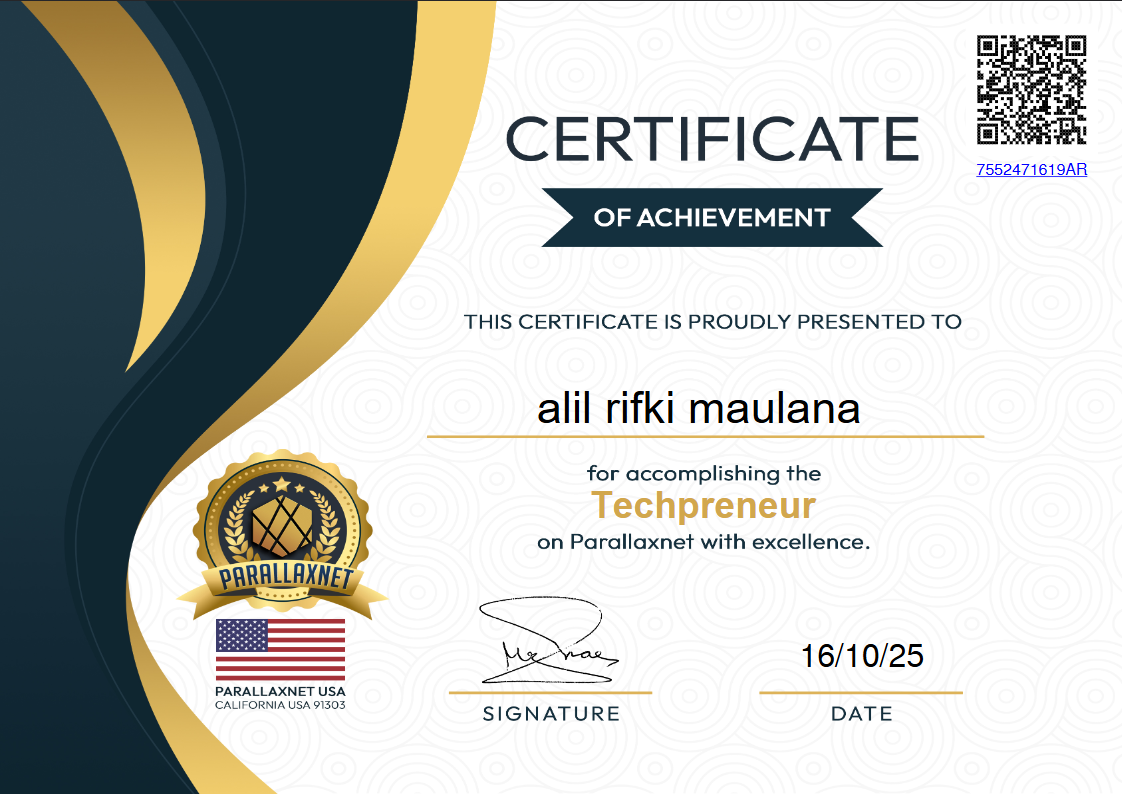 CERTIFICATE
7552471619AR
OF ACHIEVEMENT
THIS CERTIFICATE IS PROUDLY PRESENTED TO
alil rifki maulana
for accomplishing the
Techpreneur
on Parallaxnet with excellence.
PARALLAXNET
PARALLAXNET USA
CALIFORNIA USA 91303
SIGNATURE
16/10/25
DATE